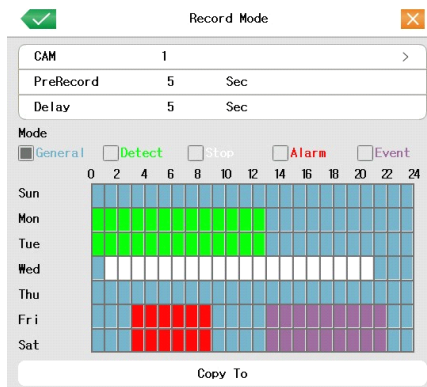 Record Mode
CAM 1 >
PreRecord 5 Sec
Delay 5 Sec
Mode
General Detect Stop Alarm Event
0 2 4 6 8 10 12 14 16 18 20 22 24
Sun
Mon
Tue
Wed
Thu
Fri
Sat
Copy To